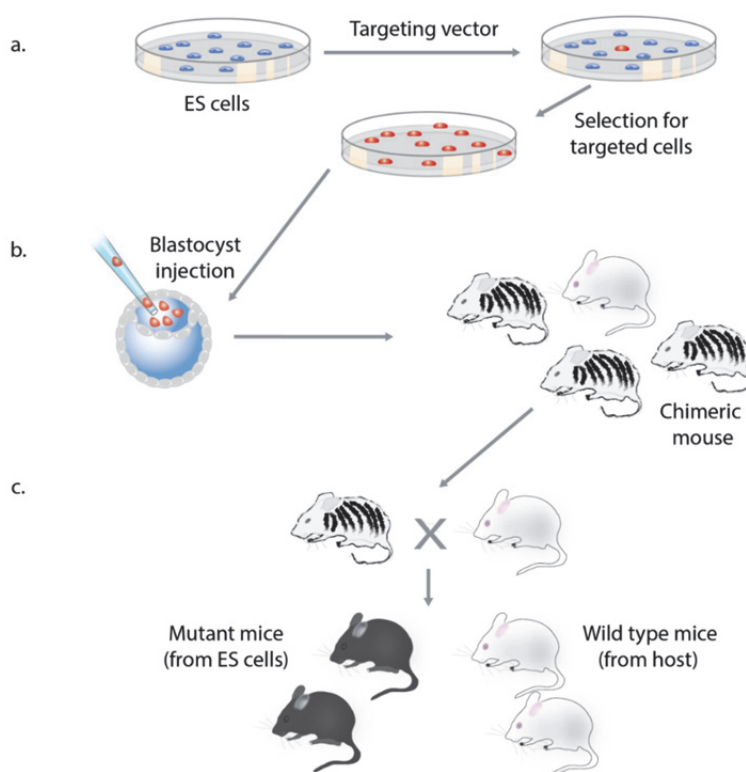 a.
Targeting vector
ES cells
Selection for
targeted cells
b.
Blastocyst
injection
Chimeric
mouse
c.
X
Mutant mice
(from ES cells)
Wild type mice
(from host)